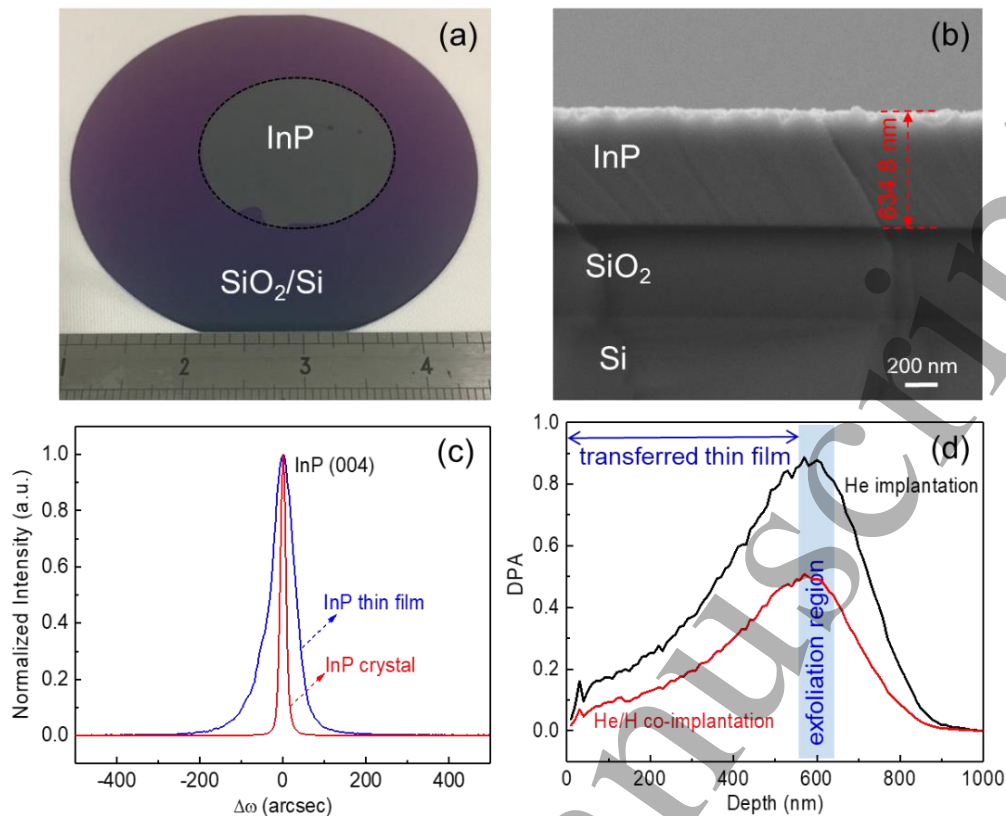 (a)
InP
SiO2/Si
1 2 3 4
(b)
InP
634.8 nm
SiO2
Si
200 nm
(c)
Normalized Intensity (a.u.)
1.0
0.8
0.6
0.4
0.2
0.0
InP (004)
InP thin film
InP crystal
-400 -200 0 200 400
Δω (arcsec)
(d)
DPA
1.0
0.8
0.6
0.4
0.2
0.0
transferred thin film
He implantation
exfoliation region
He/H co-implantation
0 200 400 600 800 1000
Depth (nm)
nuscrip